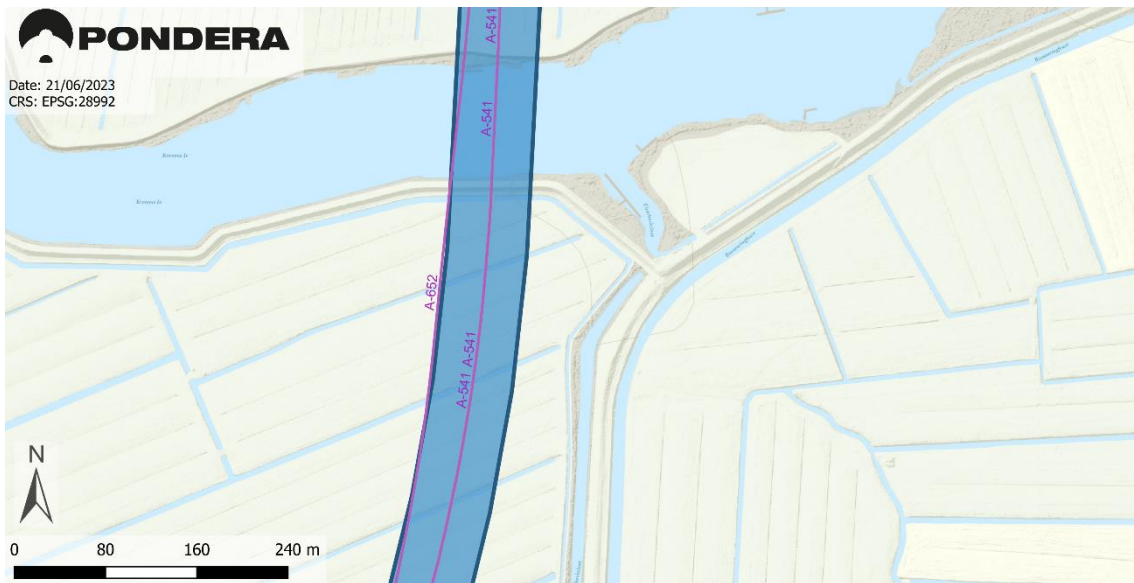 PONDERA
Date: 21/06/2023
CRS: EPSG:28992
A-541
A-541
A-652
A-541
A-541
N
0 80 160 240 m